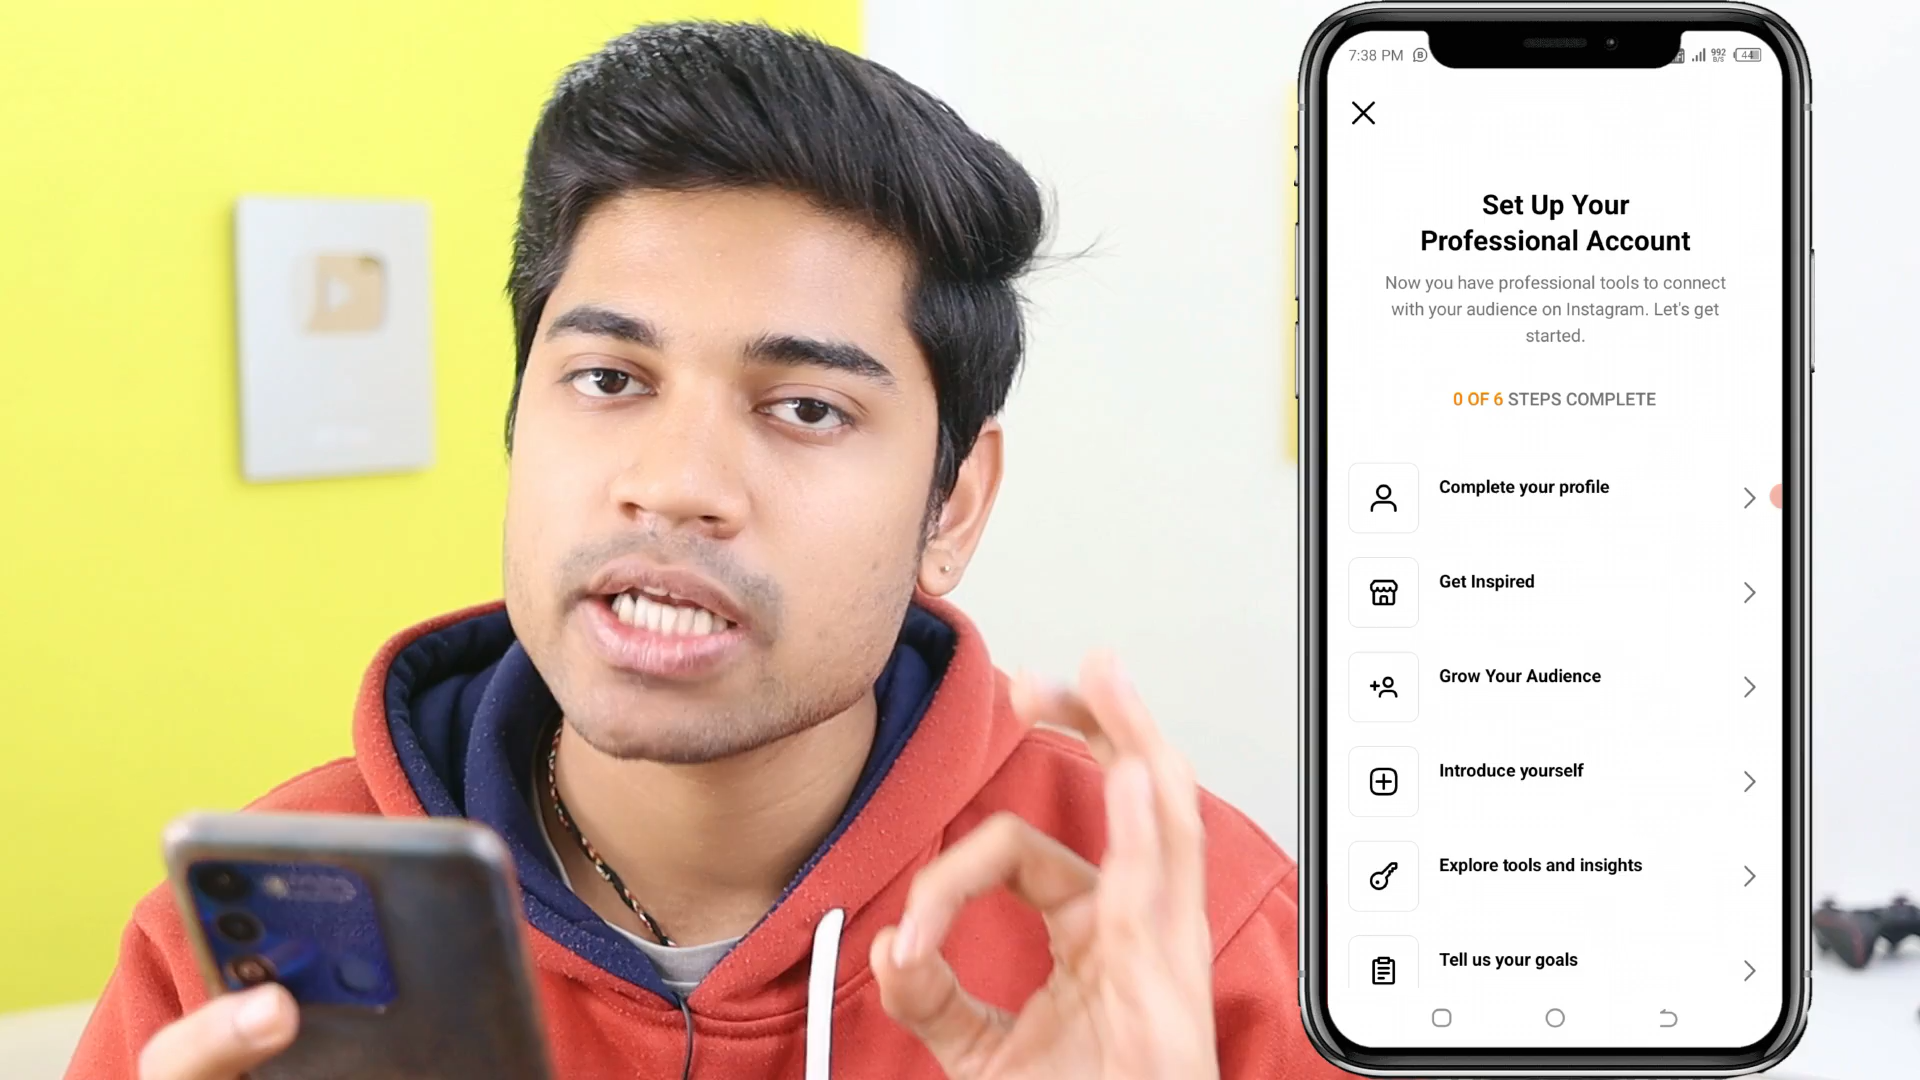 7:38 PM
992
B/S
44
Set Up Your
Professional Account
Now you have professional tools to connect
with your audience on Instagram. Let's get
started.
0 OF 6 STEPS COMPLETE
Complete your profile
Get Inspired
Grow Your Audience
Introduce yourself
Explore tools and insights
Tell us your goals